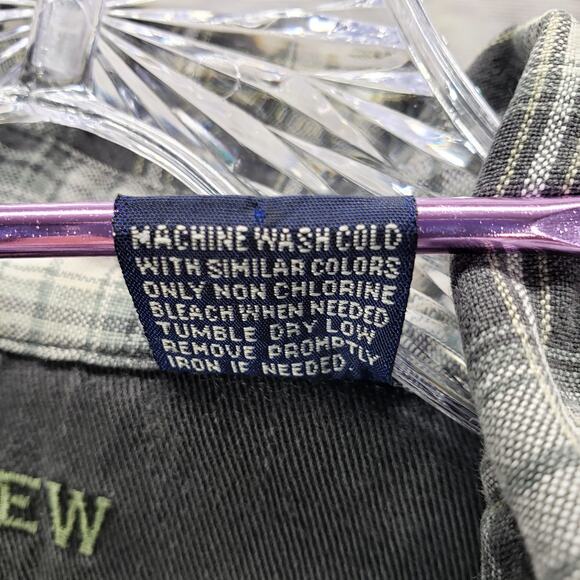 MACHINE WASH COLD
WITH SIMILAR COLORS
ONLY NON CHLORINE
BLEACH WHEN NEEDED
TUMBLE DRY LOW
REMOVE PROMPTLY
IRON IF NEEDED.
EW